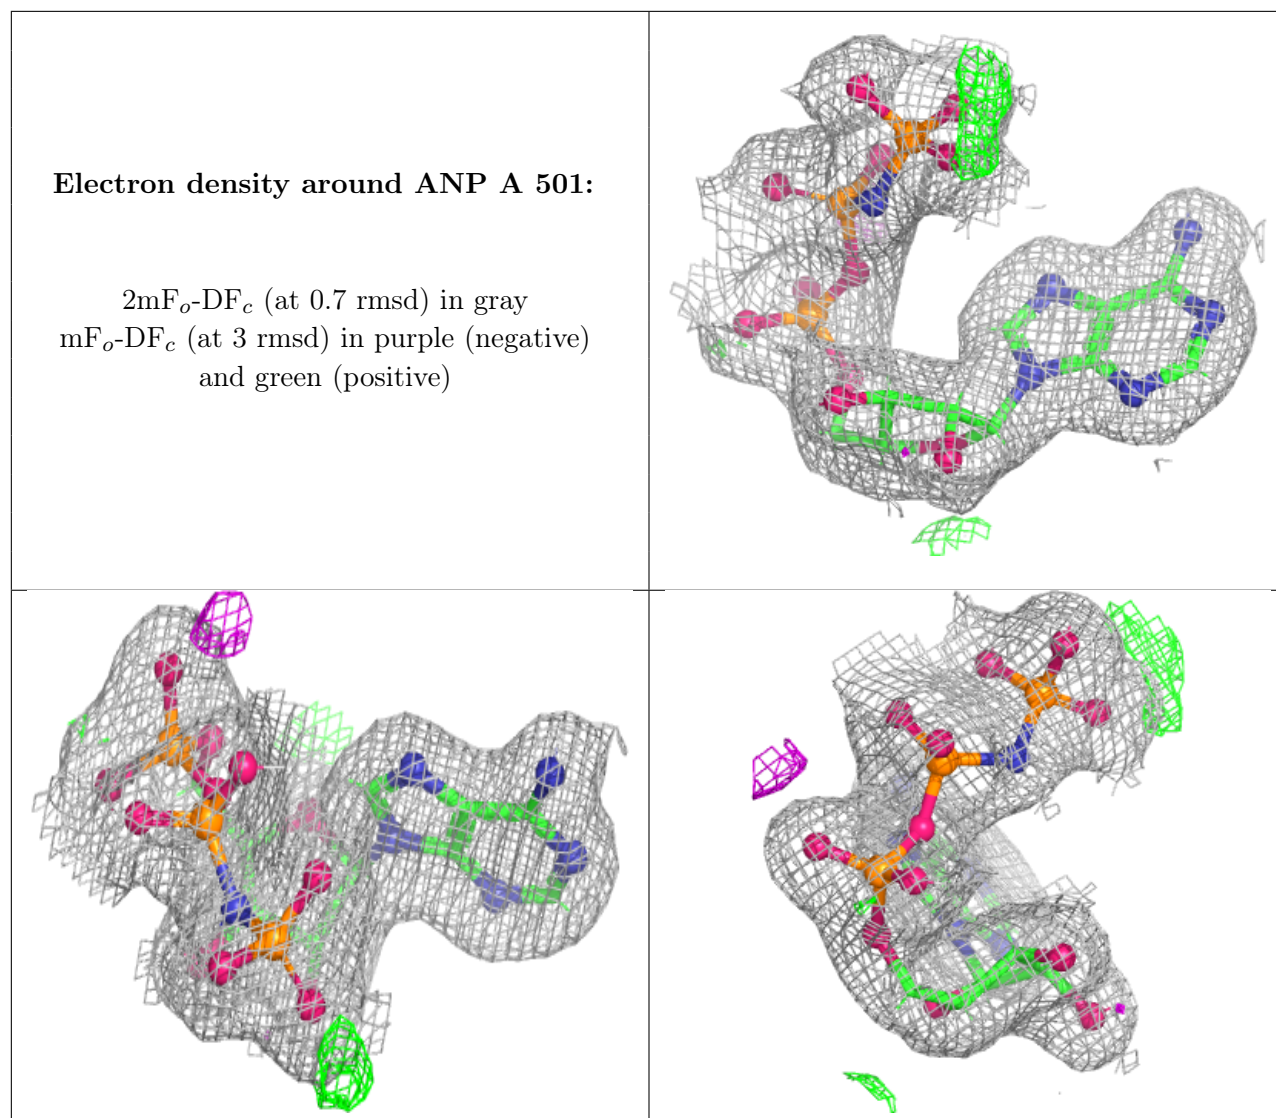 Electron density around ANP A 501:
2mFo-DFc (at 0.7 rmsd) in gray
mFo-DFc (at 3 rmsd) in purple (negative)
and green (positive)